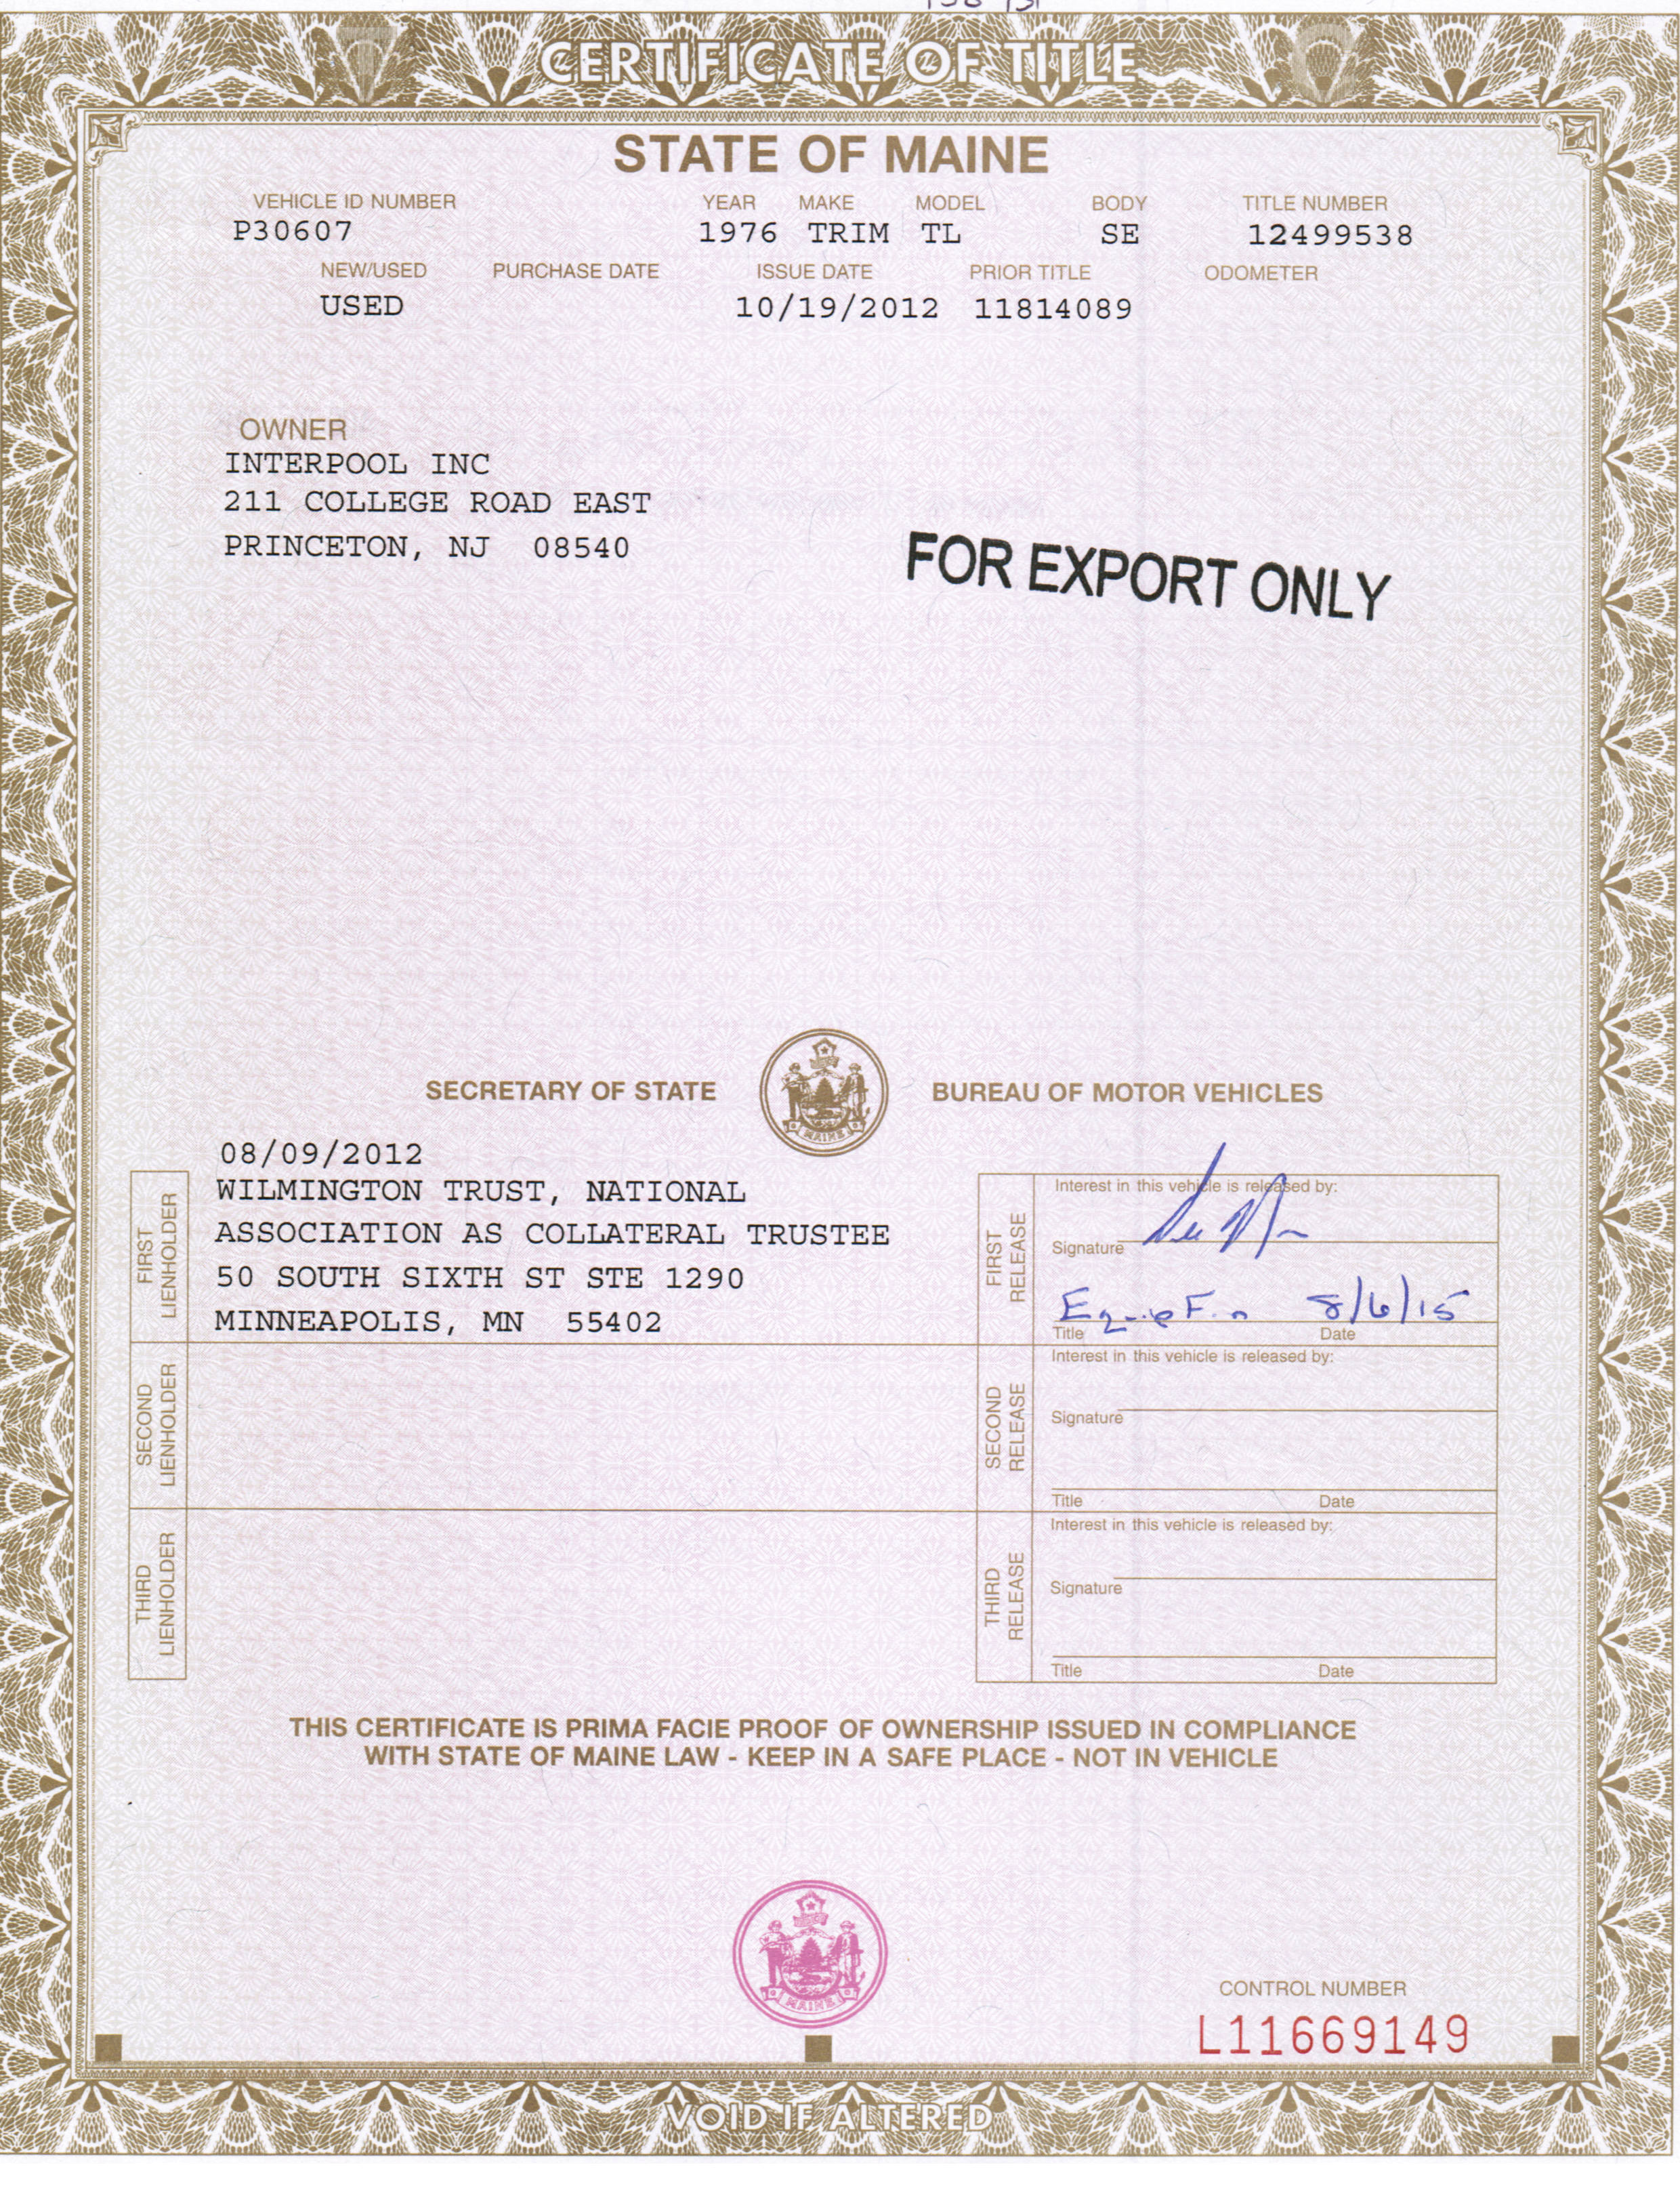 CERTIFICATE OF TITLE
STATE OF MAINE
VEHICLE ID NUMBER YEAR MAKE MODEL BODY TITLE NUMBER
P30607 1976 TRIM TL SE 12499538
NEW/USED PURCHASE DATE ISSUE DATE PRIOR TITLE ODOMETER
USED 10/19/2012 11814089
OWNER
INTERPOOL INC
211 COLLEGE ROAD EAST
PRINCETON, NJ 08540
FOR EXPORT ONLY
SECRETARY OF STATE BUREAU OF MOTOR VEHICLES
MAINE
08/09/2012
FIRST LIENHOLDER
WILMINGTON TRUST, NATIONAL
ASSOCIATION AS COLLATERAL TRUSTEE
50 SOUTH SIXTH ST STE 1290
MINNEAPOLIS, MN 55402
FIRST RELEASE
Interest in this vehicle is released by:
Signature
Equip Fin 8/6/15
Title Date
SECOND LIENHOLDER
SECOND RELEASE
Interest in this vehicle is released by:
Signature
Title Date
THIRD LIENHOLDER
THIRD RELEASE
Interest in this vehicle is released by:
Signature
Title Date
THIS CERTIFICATE IS PRIMA FACIE PROOF OF OWNERSHIP ISSUED IN COMPLIANCE
WITH STATE OF MAINE LAW - KEEP IN A SAFE PLACE - NOT IN VEHICLE
MAINE
CONTROL NUMBER
L11669149
VOID IF ALTERED